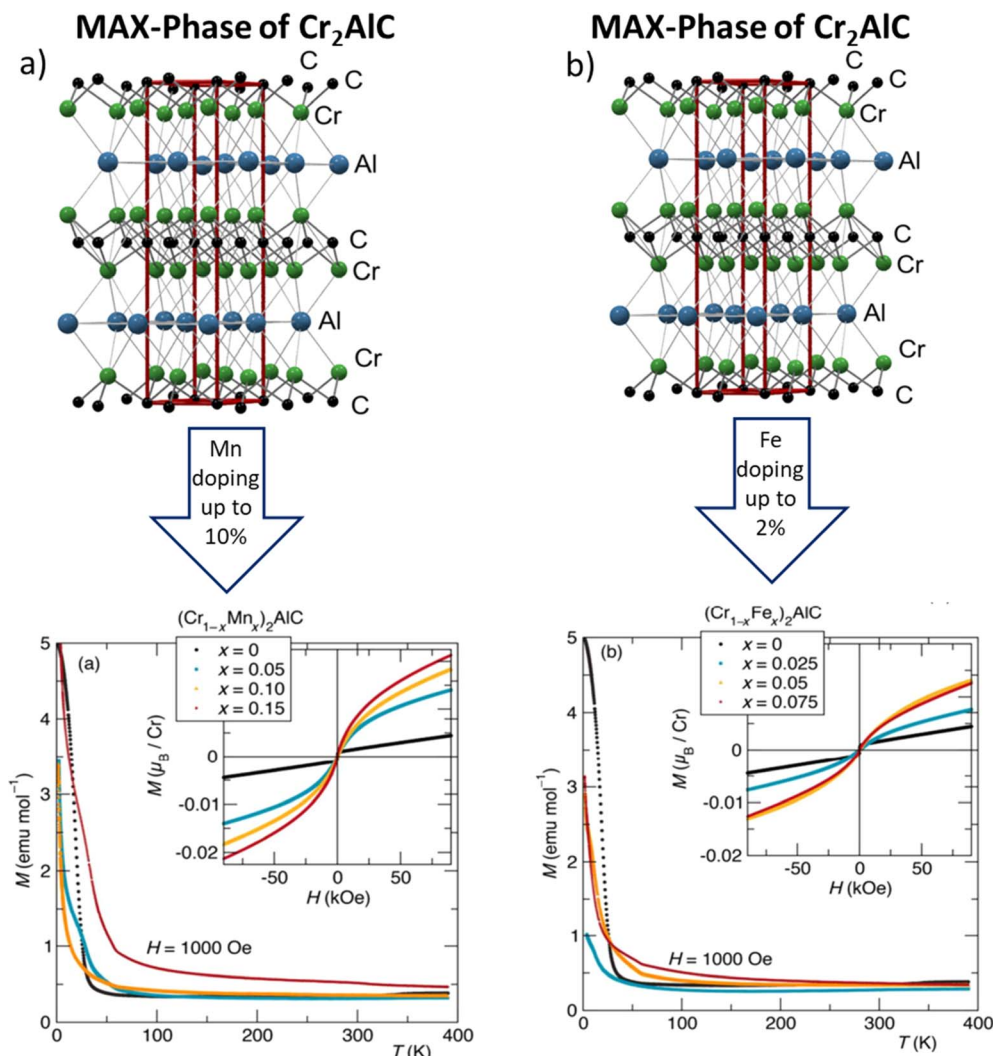 MAX-Phase of Cr₂AlC
a)
C
C
Cr
Al
C
Cr
Al
Cr
C
Mn
doping
up to
10%
(Cr₁₋ₓMnₓ)₂AlC
(a)
x = 0
x = 0.05
x = 0.10
x = 0.15
M (emu mol⁻¹)
5
4
3
2
1
0
M (μB / Cr)
0
-0.01
-0.02
-50
0
50
H (kOe)
H = 1000 Oe
0
100
200
300
400
T (K)
MAX-Phase of Cr₂AlC
b)
C
C
Cr
Al
C
Cr
Al
Cr
C
Fe
doping
up to
2%
(Cr₁₋ₓFeₓ)₂AlC
(b)
x = 0
x = 0.025
x = 0.05
x = 0.075
M (emu mol⁻¹)
5
4
3
2
1
0
M (μB / Cr)
0
-0.01
-0.02
-50
0
50
H (kOe)
H = 1000 Oe
0
100
200
300
400
T (K)